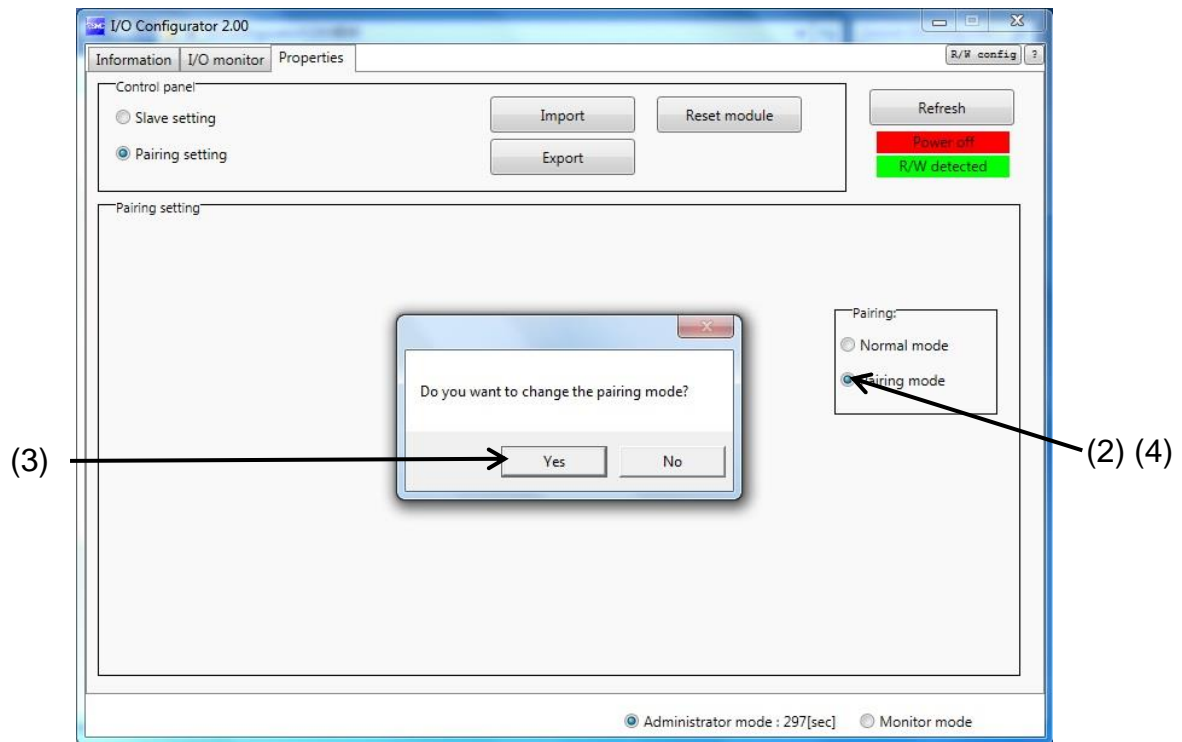 SMC I/O Configurator 2.00
Information I/O monitor Properties R/W config ?
Control panel
Slave setting Import Reset module Refresh
Pairing setting Export Power off
R/W detected
Pairing setting
Pairing:
Normal mode
Pairing mode
Do you want to change the pairing mode?
Yes No
(3)
(2) (4)
Administrator mode : 297[sec] Monitor mode